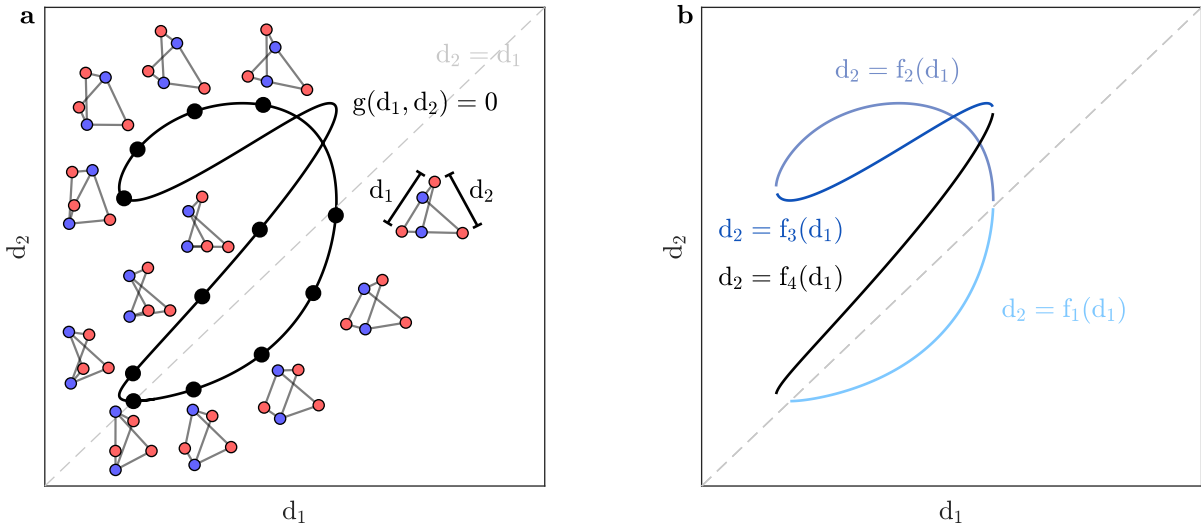 a
d₂ = d₁
g(d₁, d₂) = 0
d₁
d₂
d₂
d₁
b
d₂ = f₂(d₁)
d₂ = f₃(d₁)
d₂ = f₄(d₁)
d₂ = f₁(d₁)
d₂
d₁